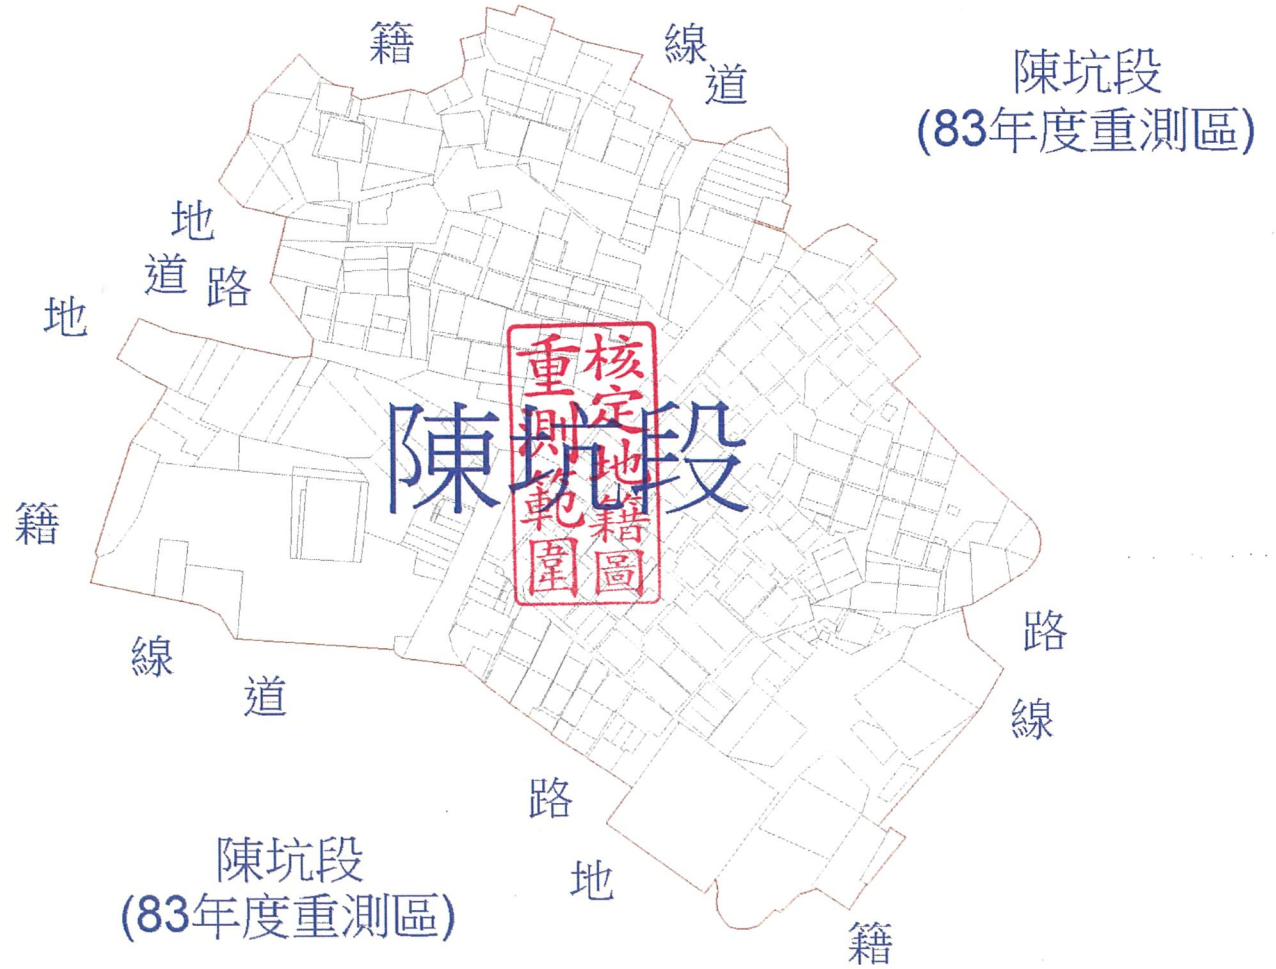 籍
線
道
陳坑段
(83年度重測區)
地
道路
地
核定地籍圖
重測範圍
陳坑段
籍
線
道
路
線
路
地
陳坑段
(83年度重測區)
籍